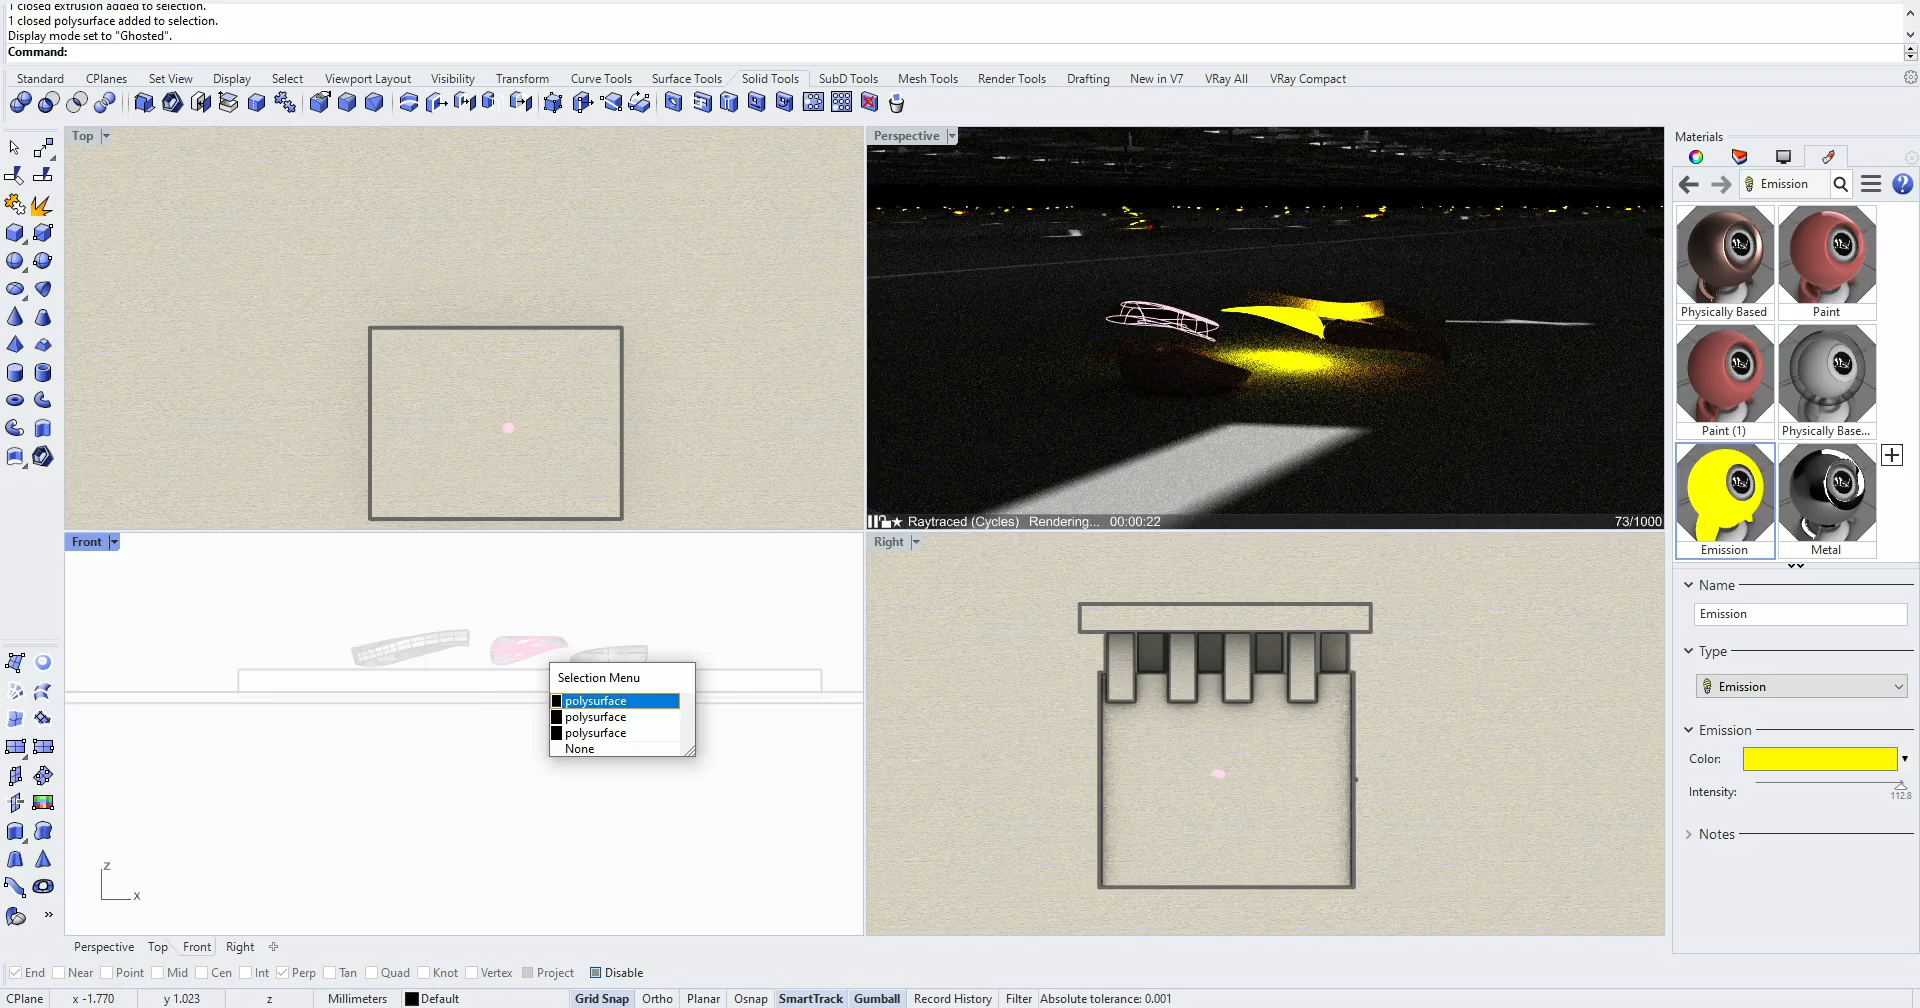 1 closed extrusion added to selection.
1 closed polysurface added to selection.
Display mode set to "Ghosted".
Command:
Standard CPlanes Set View Display Select Viewport Layout Visibility Transform Curve Tools Surface Tools Solid Tools SubD Tools Mesh Tools Render Tools Drafting New in V7 VRay All VRay Compact
Top
Perspective
Raytraced (Cycles) Rendering... 00:00:22 73/1000
Front
Selection Menu
polysurface
polysurface
polysurface
None
z
x
Right
Materials
Emission
Physically Based
Paint
Paint (1)
Physically Base...
Emission
Metal
Name
Emission
Type
Emission
Emission
Color:
Intensity:
112.8
Notes
Perspective Top Front Right
End Near Point Mid Cen Int Perp Tan Quad Knot Vertex Project Disable
CPlane x -1.770 y 1.023 z Millimeters Default Grid Snap Ortho Planar Osnap SmartTrack Gumball Record History Filter Absolute tolerance: 0.001